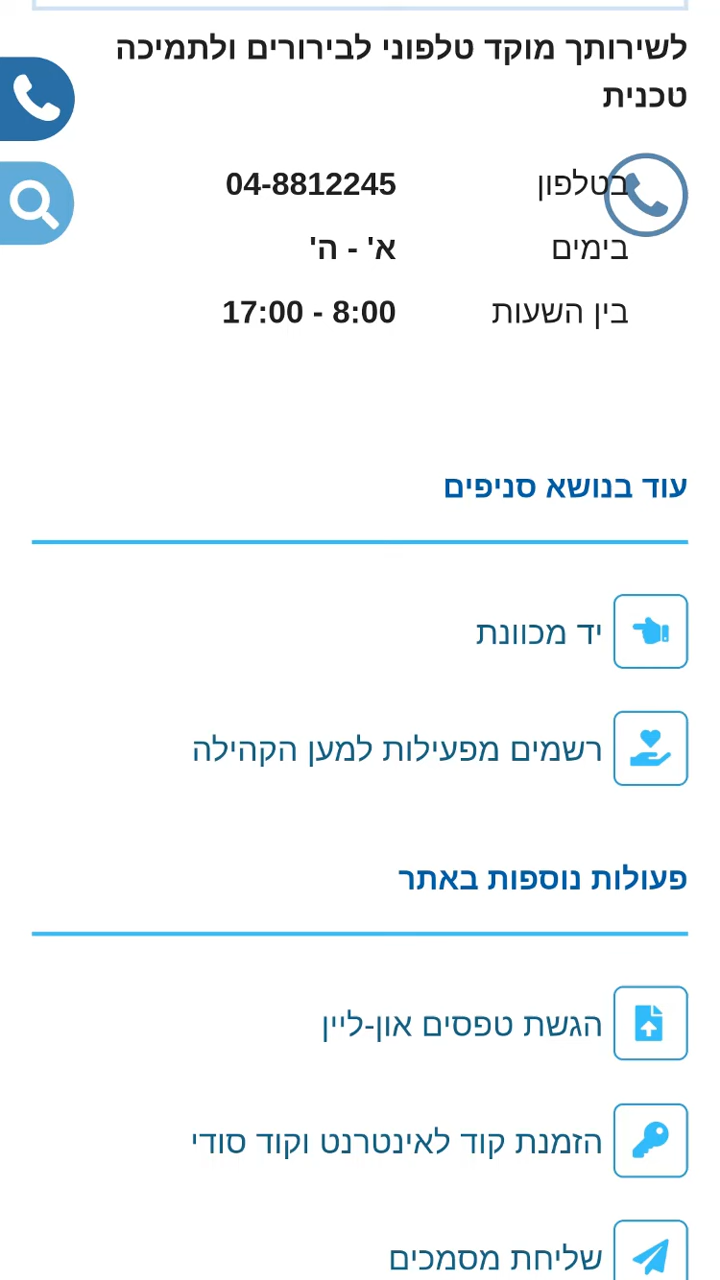 לשירותך מוקד טלפוני לבירורים ולתמיכה
טכנית
בטלפון 04-8812245
בימים א' - ה'
בין השעות 8:00 - 17:00
עוד בנושא סניפים
יד מכוונת
רשמים מפעילות למען הקהילה
פעולות נוספות באתר
הגשת טפסים און-ליין
הזמנת קוד לאינטרנט וקוד סודי
שליחת מסמכים